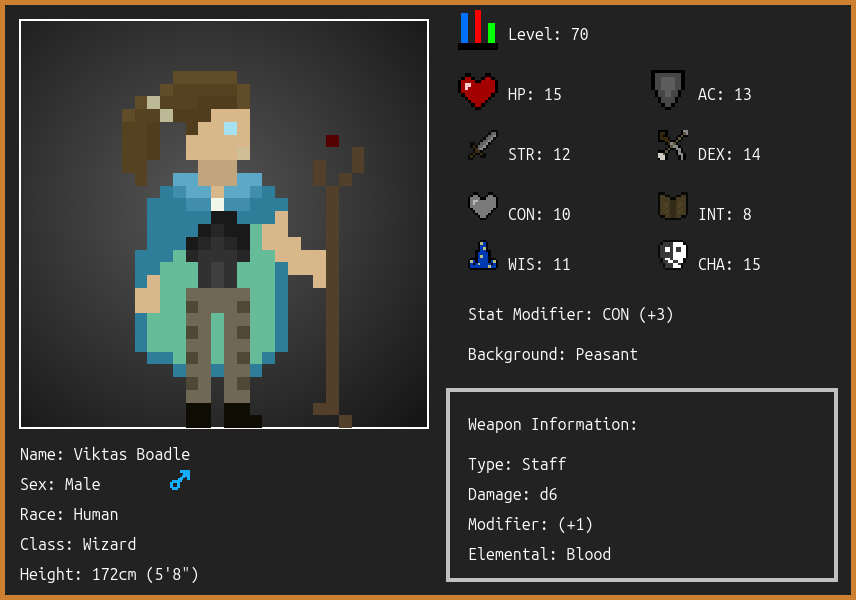 Level: 70
HP: 15
AC: 13
STR: 12
DEX: 14
CON: 10
INT: 8
WIS: 11
CHA: 15
Stat Modifier: CON (+3)
Background: Peasant
Weapon Information:
Type: Staff
Damage: d6
Modifier: (+1)
Elemental: Blood
Name: Viktas Boadle
Sex: Male
Race: Human
Class: Wizard
Height: 172cm (5'8")